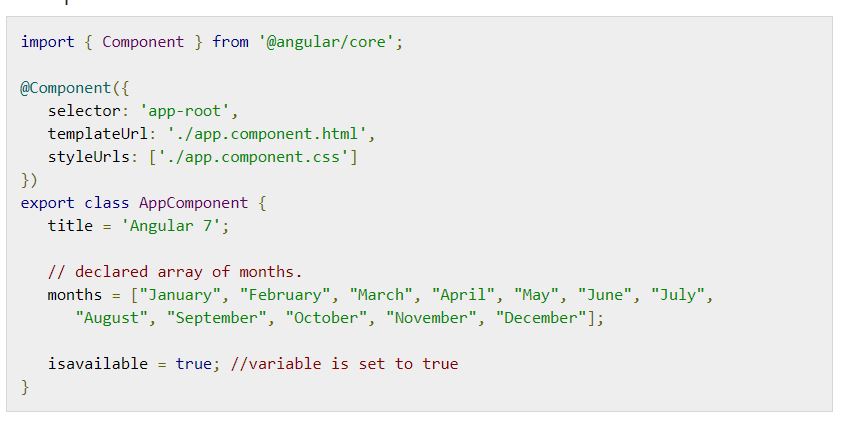 import { Component } from '@angular/core';
@Component({
selector: 'app-root',
templateUrl: './app.component.html',
styleUrls: ['./app.component.css']
})
export class AppComponent {
title = 'Angular 7';
// declared array of months.
months = ["January", "February", "March", "April", "May", "June", "July",
"August", "September", "October", "November", "December"];
isavailable = true; //variable is set to true
}